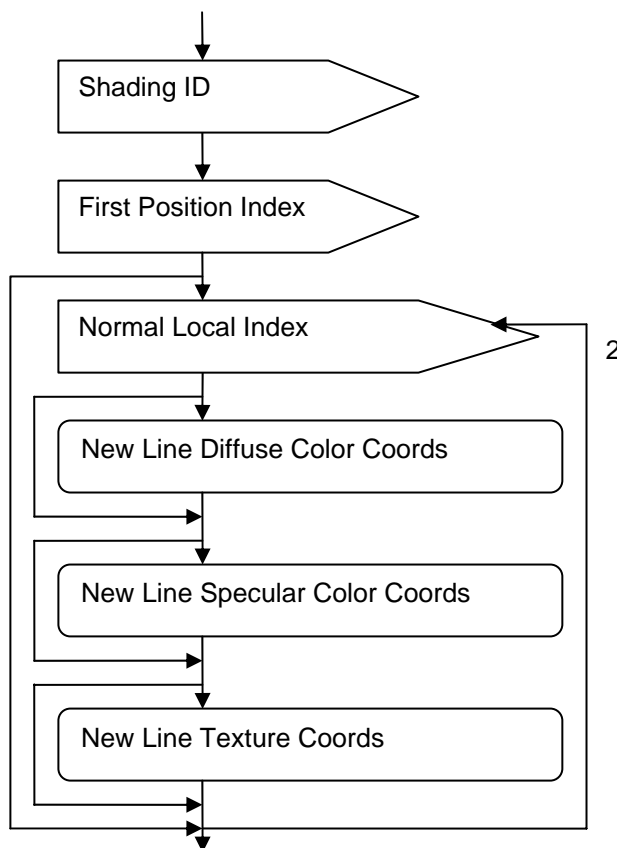 Shading ID
First Position Index
Normal Local Index
2
New Line Diffuse Color Coords
New Line Specular Color Coords
New Line Texture Coords